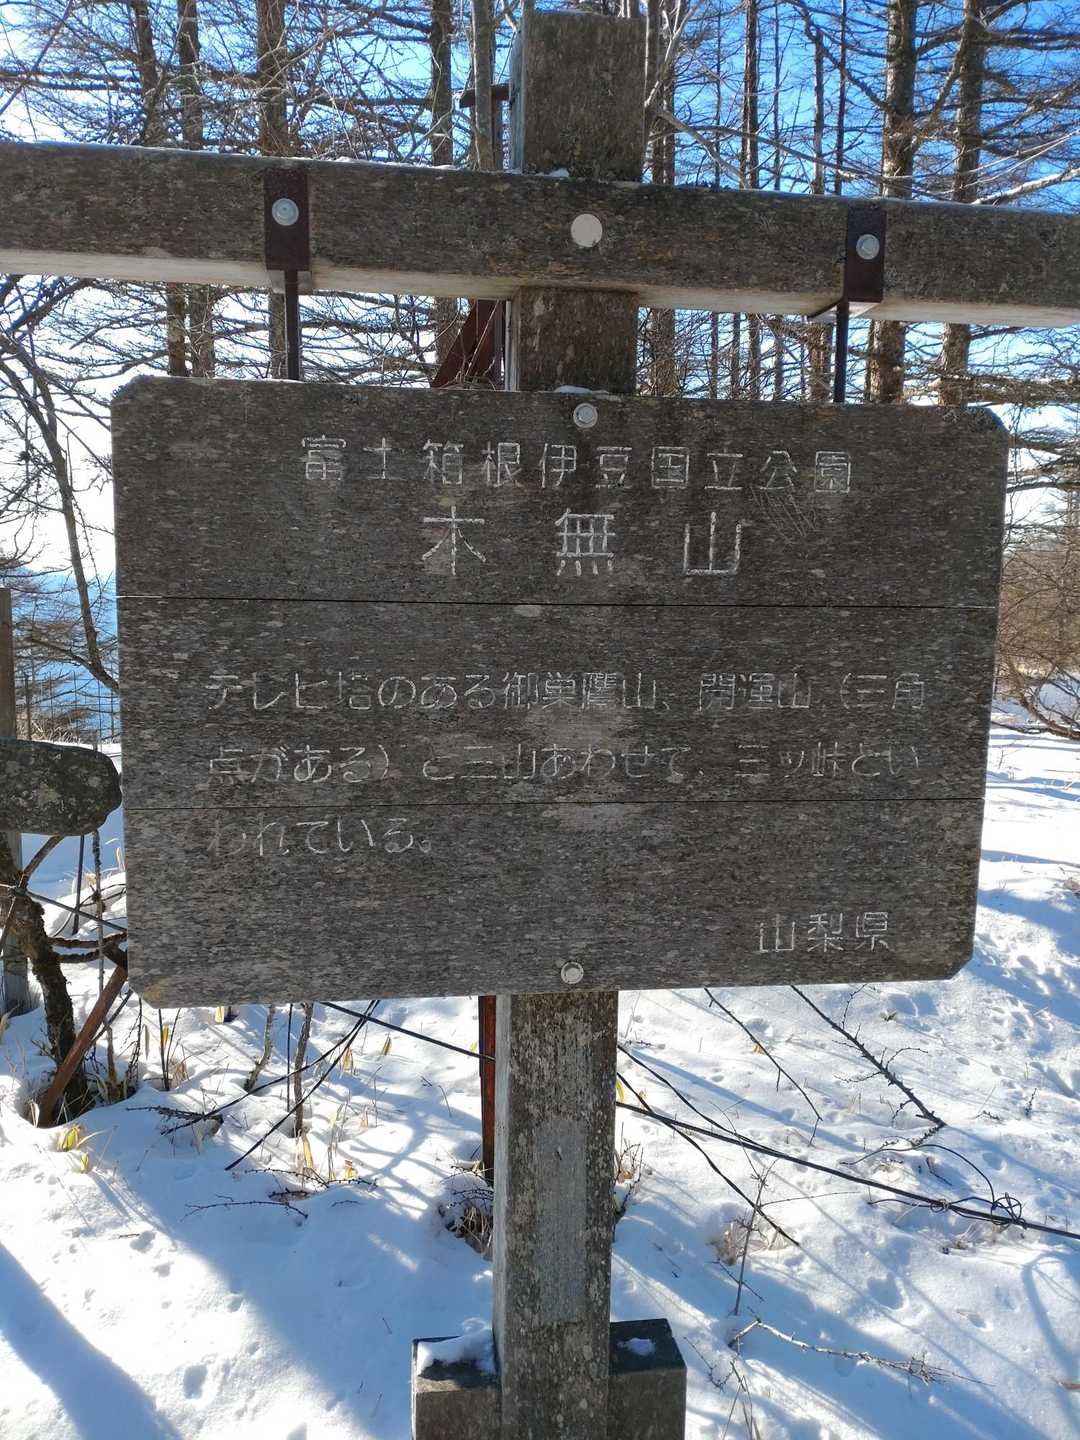 富士箱根伊豆国立公園
木無山
テレビ塔のある御巣鷹山、開運山（三角
点がある）と三山あわせて、三ッ峠とい
われている。
山梨県